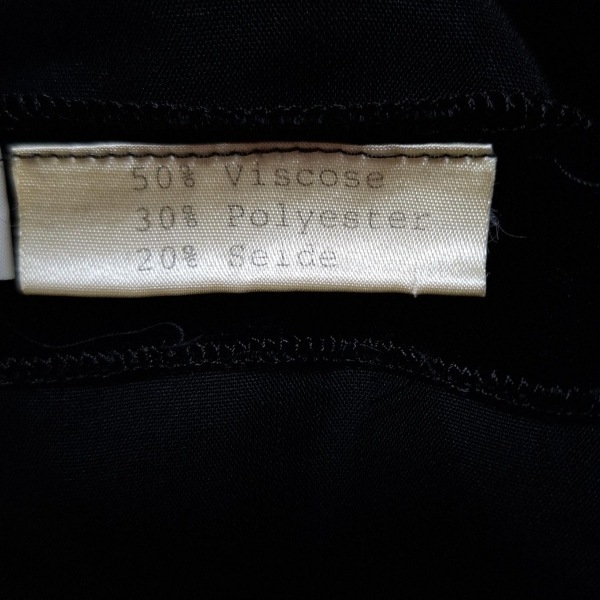 50% Viscose
30% Polyester
20% Seide